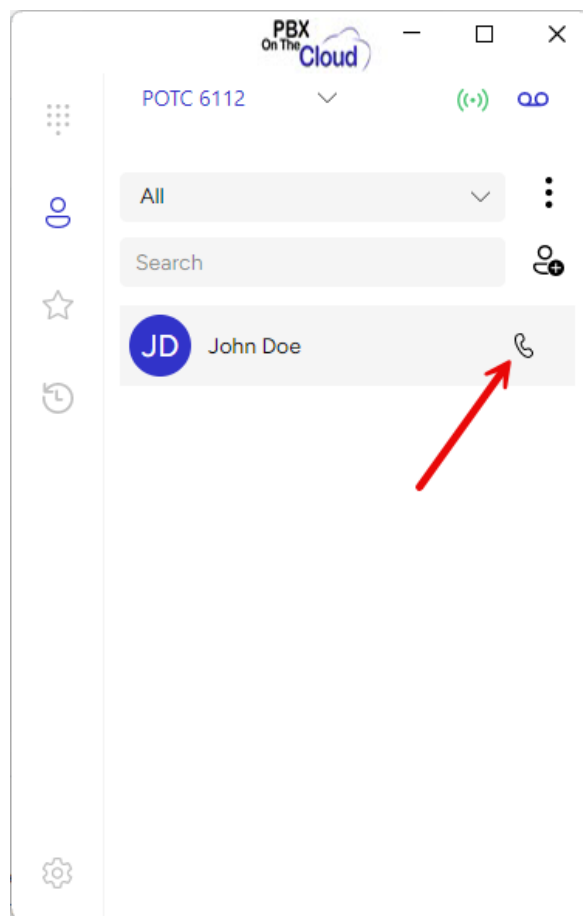 PBX
On The
Cloud
POTC 6112
All
Search
JD
John Doe